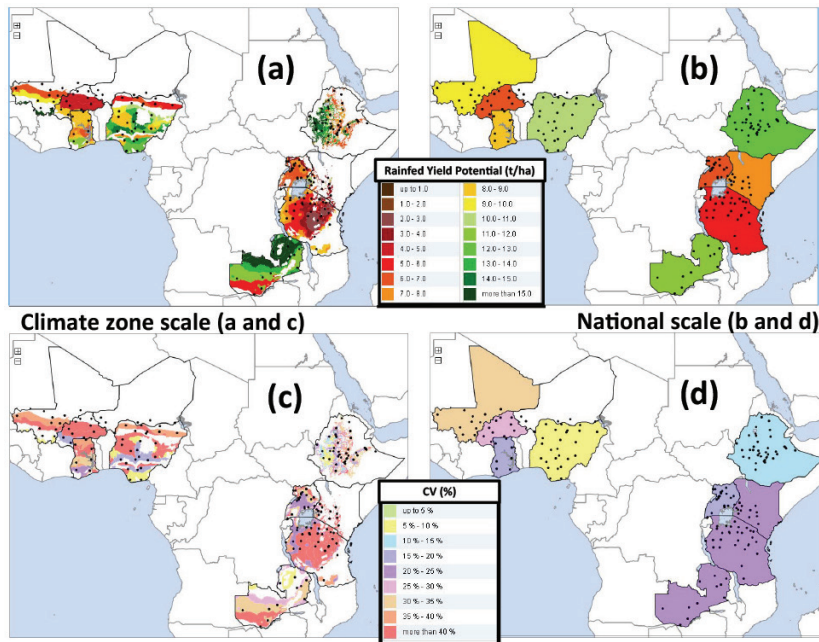 (a)
(b)
Rainfed Yield Potential (t/ha)
up to 1.0
1.0 - 2.0
2.0 - 3.0
3.0 - 4.0
4.0 - 5.0
5.0 - 6.0
6.0 - 7.0
7.0 - 8.0
8.0 - 9.0
9.0 - 10.0
10.0 - 11.0
11.0 - 12.0
12.0 - 13.0
13.0 - 14.0
14.0 - 15.0
more than 15.0
Climate zone scale (a and c)
National scale (b and d)
(c)
(d)
CV (%)
up to 5 %
5 % - 10 %
10 % - 15 %
15 % - 20 %
20 % - 25 %
25 % - 30 %
30 % - 35 %
35 % - 40 %
more than 40 %